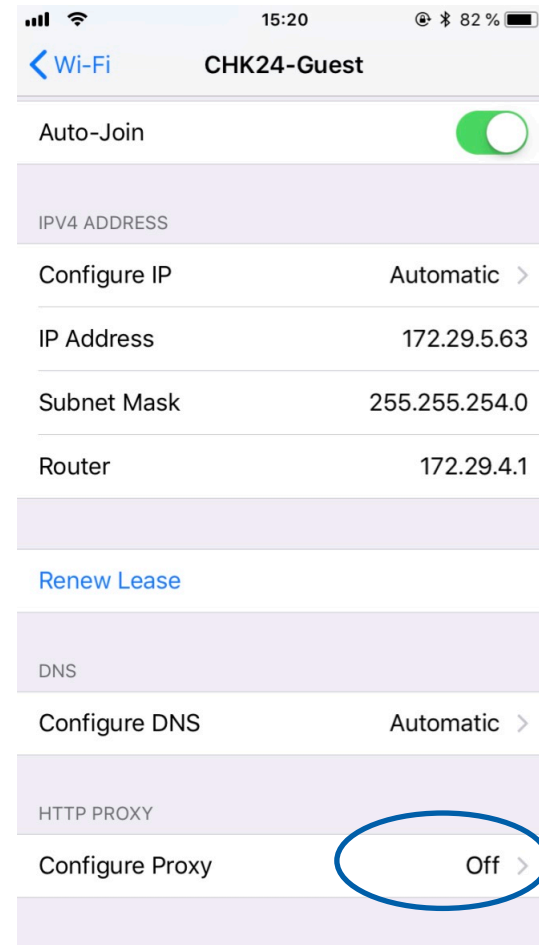 15:20 82 %
Wi-Fi CHK24-Guest
Auto-Join
IPV4 ADDRESS
Configure IP Automatic
IP Address 172.29.5.63
Subnet Mask 255.255.254.0
Router 172.29.4.1
Renew Lease
DNS
Configure DNS Automatic
HTTP PROXY
Configure Proxy Off